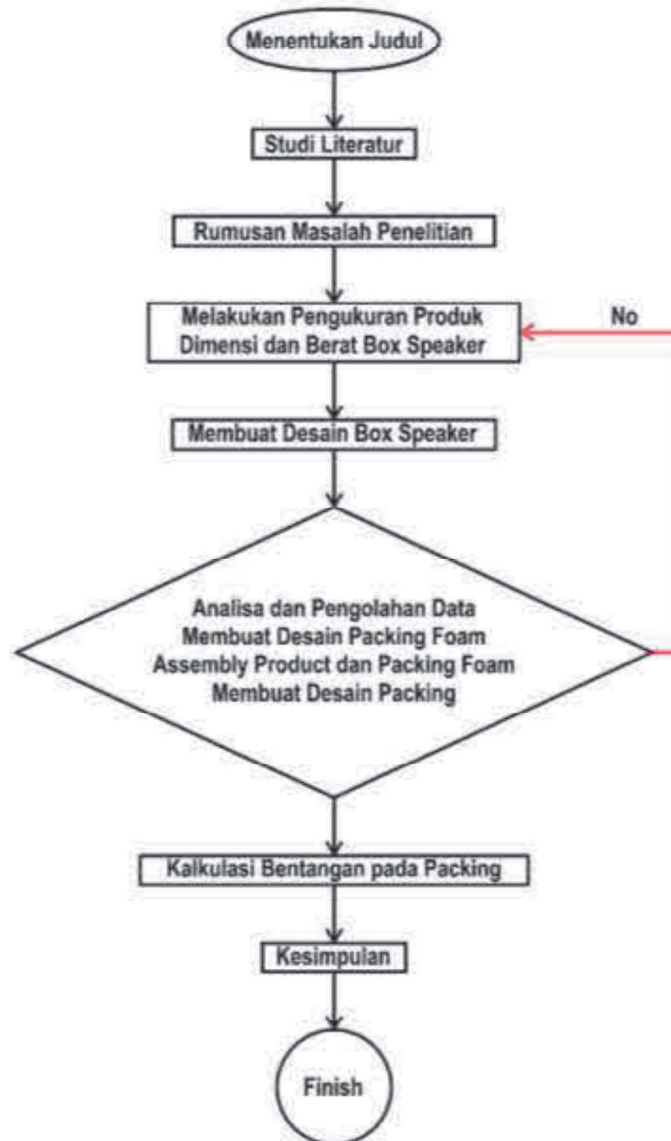 Menentukan Judul
Studi Literatur
Rumusan Masalah Penelitian
Melakukan Pengukuran Produk
Dimensi dan Berat Box Speaker
No
Membuat Desain Box Speaker
Analisa dan Pengolahan Data
Membuat Desain Packing Foam
Assembly Product dan Packing Foam
Membuat Desain Packing
Kalkulasi Bentangan pada Packing
Kesimpulan
Finish